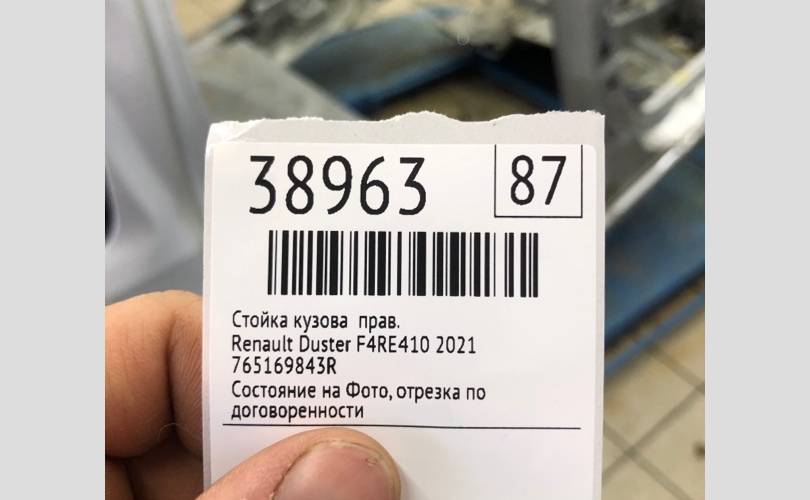 38963 87
Стойка кузова прав.
Renault Duster F4RE410 2021
765169843R
Состояние на Фото, отрезка по
договоренности